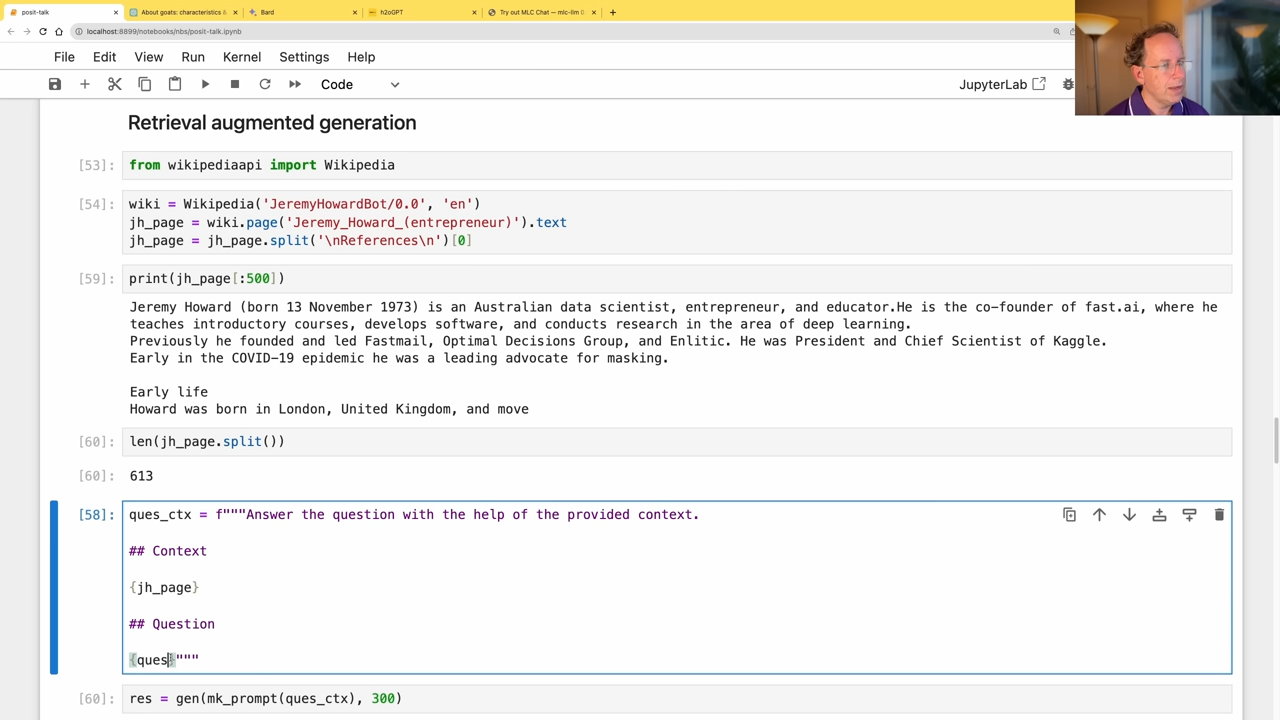 posit-talk
About goats: characteristics &
Bard
h2oGPT
Try out MLC Chat — mlc-llm
localhost:8899/notebooks/nbs/posit-talk.ipynb
File Edit View Run Kernel Settings Help
Code
JupyterLab
Retrieval augmented generation
[53]: from wikipediaapi import Wikipedia
[54]: wiki = Wikipedia('JeremyHowardBot/0.0', 'en')
jh_page = wiki.page('Jeremy_Howard_(entrepreneur)').text
jh_page = jh_page.split('\nReferences\n')[0]
[59]: print(jh_page[:500])
Jeremy Howard (born 13 November 1973) is an Australian data scientist, entrepreneur, and educator.He is the co-founder of fast.ai, where he
teaches introductory courses, develops software, and conducts research in the area of deep learning.
Previously he founded and led Fastmail, Optimal Decisions Group, and Enlitic. He was President and Chief Scientist of Kaggle.
Early in the COVID-19 epidemic he was a leading advocate for masking.
Early life
Howard was born in London, United Kingdom, and move
[60]: len(jh_page.split())
[60]: 613
[58]: ques_ctx = f"""Answer the question with the help of the provided context.
## Context
{jh_page}
## Question
{ques}"""
[60]: res = gen(mk_prompt(ques_ctx), 300)